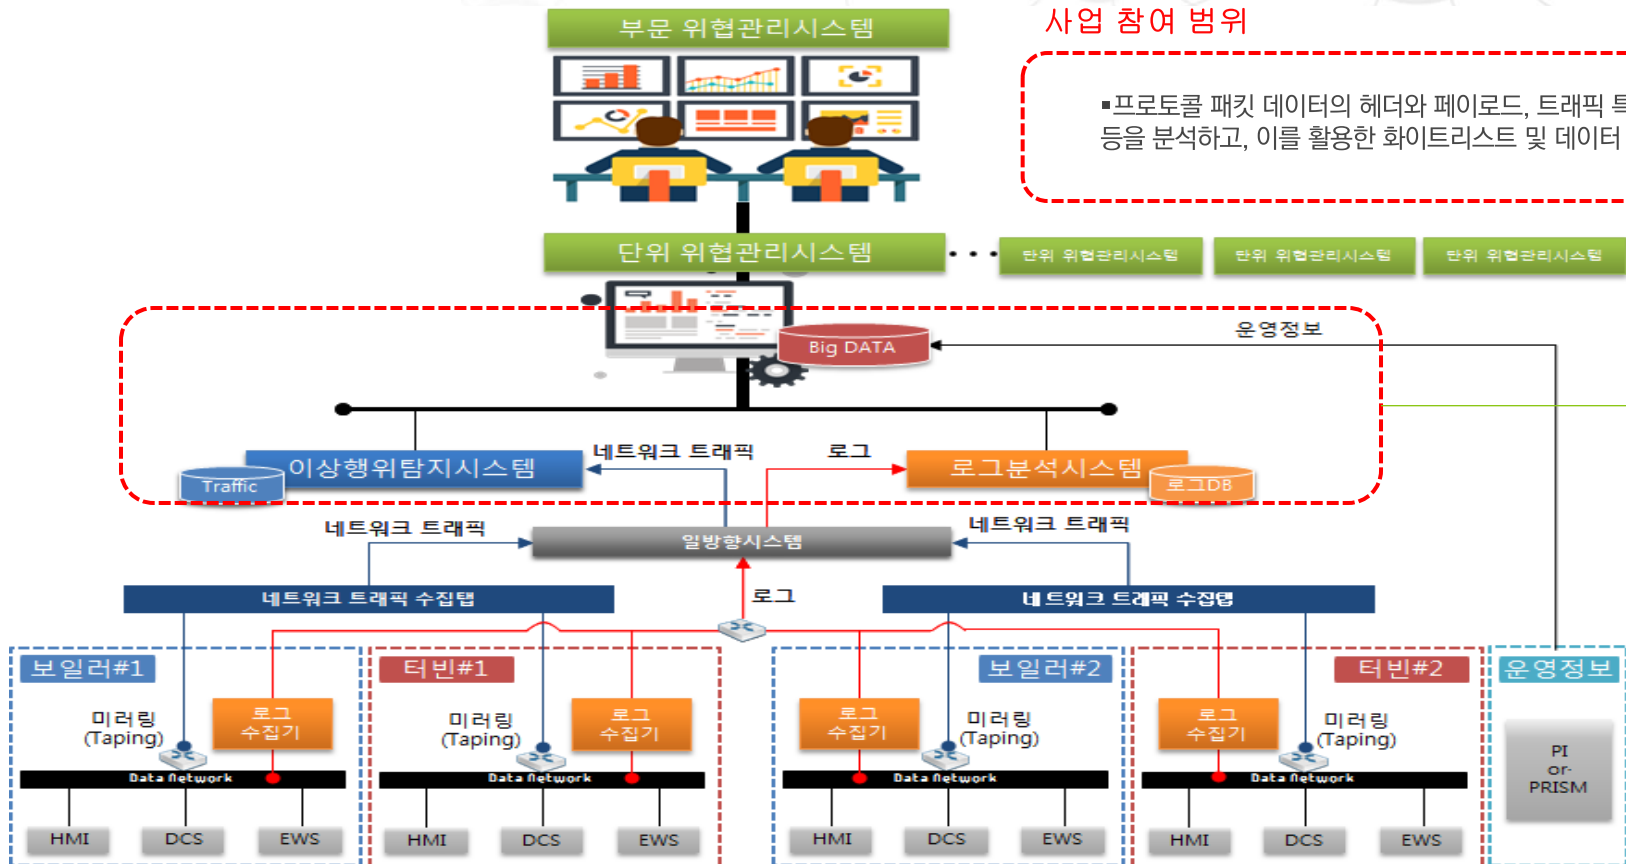 부문 위협관리시스템
사업 참여 범위
▪프로토콜 패킷 데이터의 헤더와 페이로드, 트래픽 특
등을 분석하고, 이를 활용한 화이트리스트 및 데이터
단위 위협관리시스템
단위 위협관리시스템
단위 위협관리시스템
단위 위협관리시스템
운영정보
Big DATA
네트워크 트래픽
로그
이상행위탐지시스템
로그분석시스템
Traffic
로그DB
네트워크 트래픽
네트워크 트래픽
일방향시스템
네트워크 트래픽 수집탭
로그
네트워크 트래픽 수집탭
보일러#1
터빈#1
보일러#2
터빈#2
운영정보
미러링
(Taping)
로그
수집기
미러링
(Taping)
로그
수집기
로그
수집기
미러링
(Taping)
로그
수집기
미러링
(Taping)
PI
or
PRISM
Data Network
Data Network
Data Network
Data Network
HMI
DCS
EWS
HMI
DCS
EWS
HMI
DCS
EWS
HMI
DCS
EWS